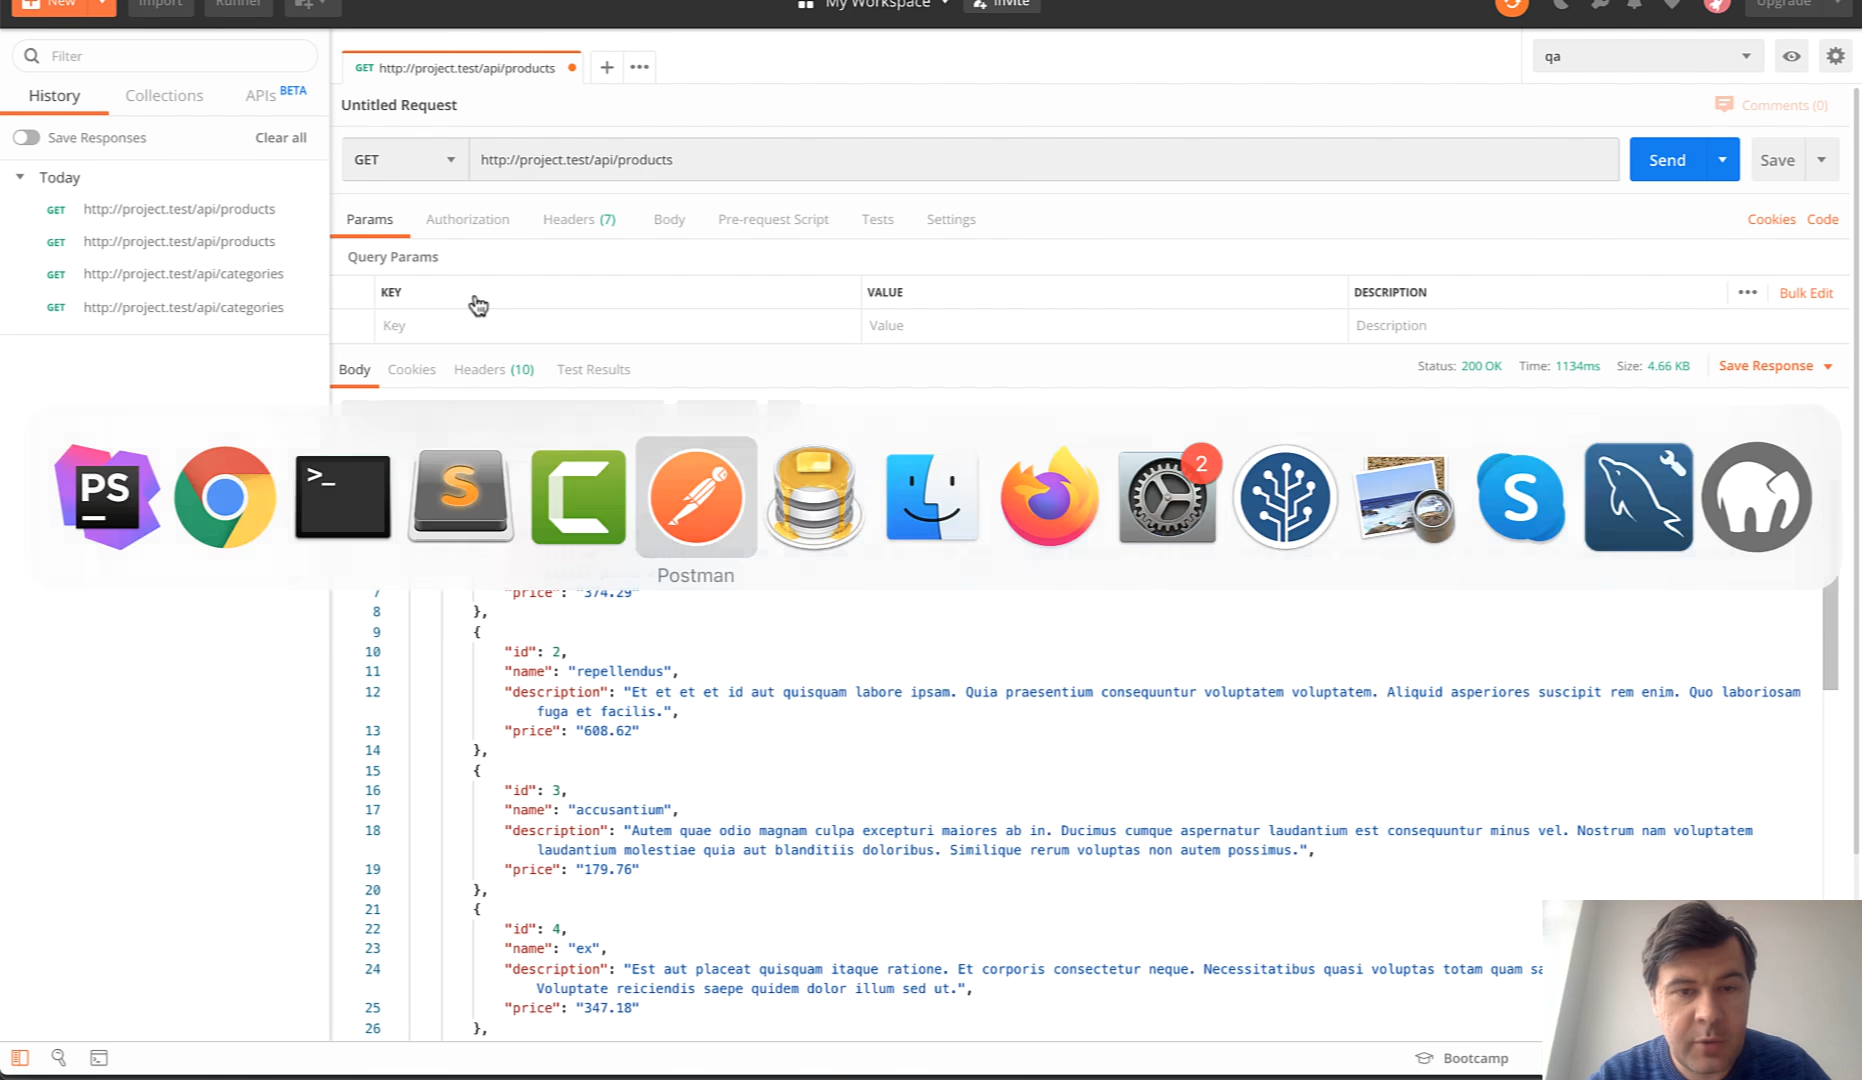 New
Import
Runner
My Workspace
Invite
Upgrade
Filter
History Collections APIs BETA
Save Responses Clear all
Today
GET http://project.test/api/products
GET http://project.test/api/products
GET http://project.test/api/categories
GET http://project.test/api/categories
GET http://project.test/api/products + •••
qa
Untitled Request
Comments (0)
GET http://project.test/api/products Send Save
Params Authorization Headers (7) Body Pre-request Script Tests Settings Cookies Code
Query Params
KEY VALUE DESCRIPTION ••• Bulk Edit
Key Value Description
Body Cookies Headers (10) Test Results Status: 200 OK Time: 1134ms Size: 4.66 KB Save Response
PS
>_
S
C
2
S
Postman
7 "price": "374.29"
8 },
9 {
10 "id": 2,
11 "name": "repellendus",
12 "description": "Et et et et id aut quisquam labore ipsam. Quia praesentium consequuntur voluptatem voluptatem. Aliquid asperiores suscipit rem enim. Quo laboriosam
fuga et facilis.",
13 "price": "608.62"
14 },
15 {
16 "id": 3,
17 "name": "accusantium",
18 "description": "Autem quae odio magnam culpa excepturi maiores ab in. Ducimus cumque aspernatur laudantium est consequuntur minus vel. Nostrum nam voluptatem
laudantium molestiae quia aut blanditiis doloribus. Similique rerum voluptas non autem possimus.",
19 "price": "179.76"
20 },
21 {
22 "id": 4,
23 "name": "ex",
24 "description": "Est aut placeat quisquam itaque ratione. Et corporis consectetur neque. Necessitatibus quasi voluptas totam quam sa
Voluptate reiciendis saepe quidem dolor illum sed ut.",
25 "price": "347.18"
26 },
Bootcamp